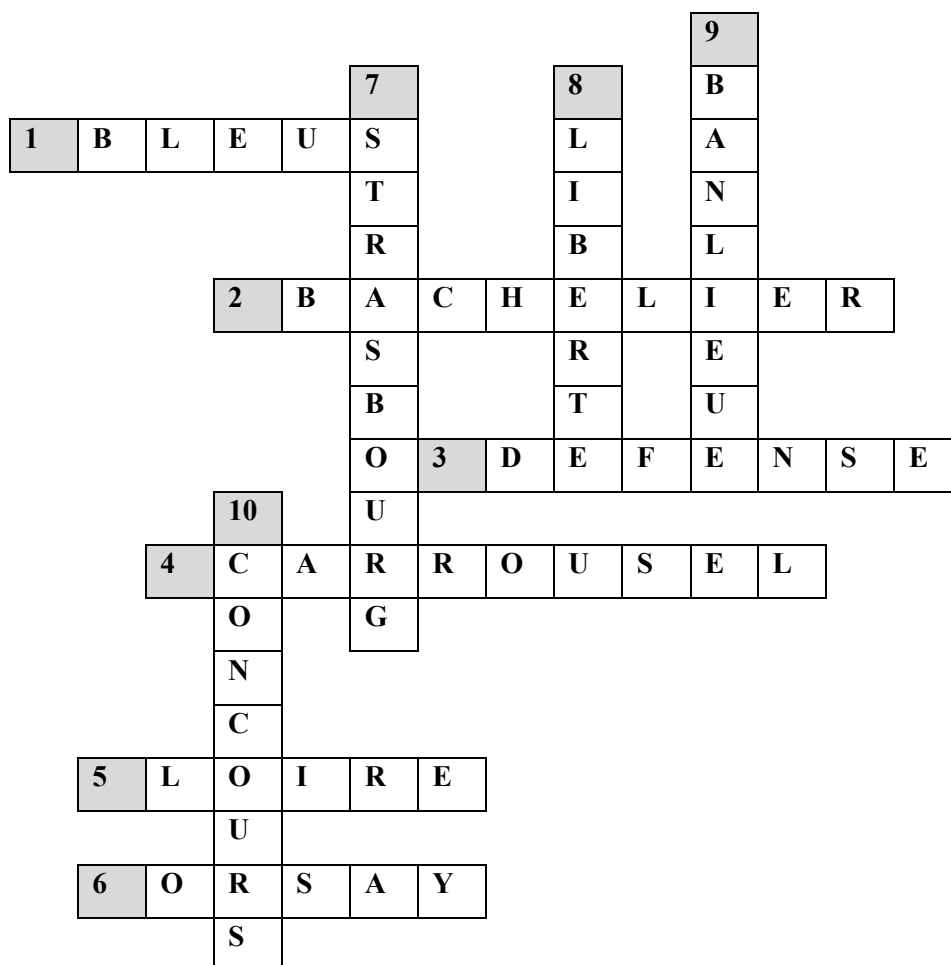 9
7 8 B
1 B L E U S L A
T I N
R B L
2 B A C H E L I E R
S R E
B T U
O 3 D E F E N S E
10 U
4 C A R R O U S E L
O G
N
C
5 L O I R E
U
6 O R S A Y
S